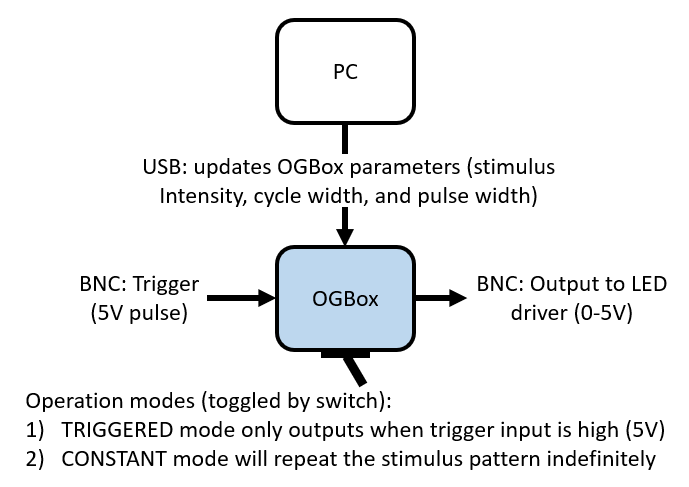 PC
USB: updates OGBox parameters (stimulus
Intensity, cycle width, and pulse width)
BNC: Trigger
(5V pulse)
OGBox
BNC: Output to LED
driver (0-5V)
Operation modes (toggled by switch):
1) TRIGGERED mode only outputs when trigger input is high (5V)
2) CONSTANT mode will repeat the stimulus pattern indefinitely